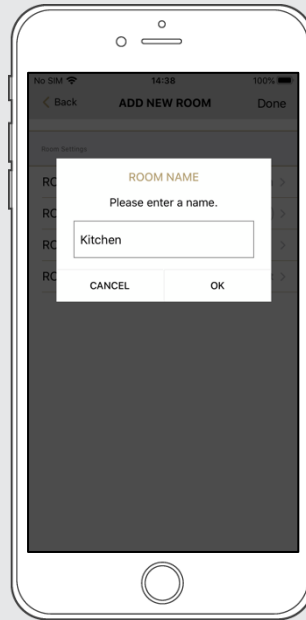 No SIM 14:38 100%
Back ADD NEW ROOM Done
Room Settings
ROOM NAME
Please enter a name.
Kitchen
CANCEL OK
RO
RO
RO
RO